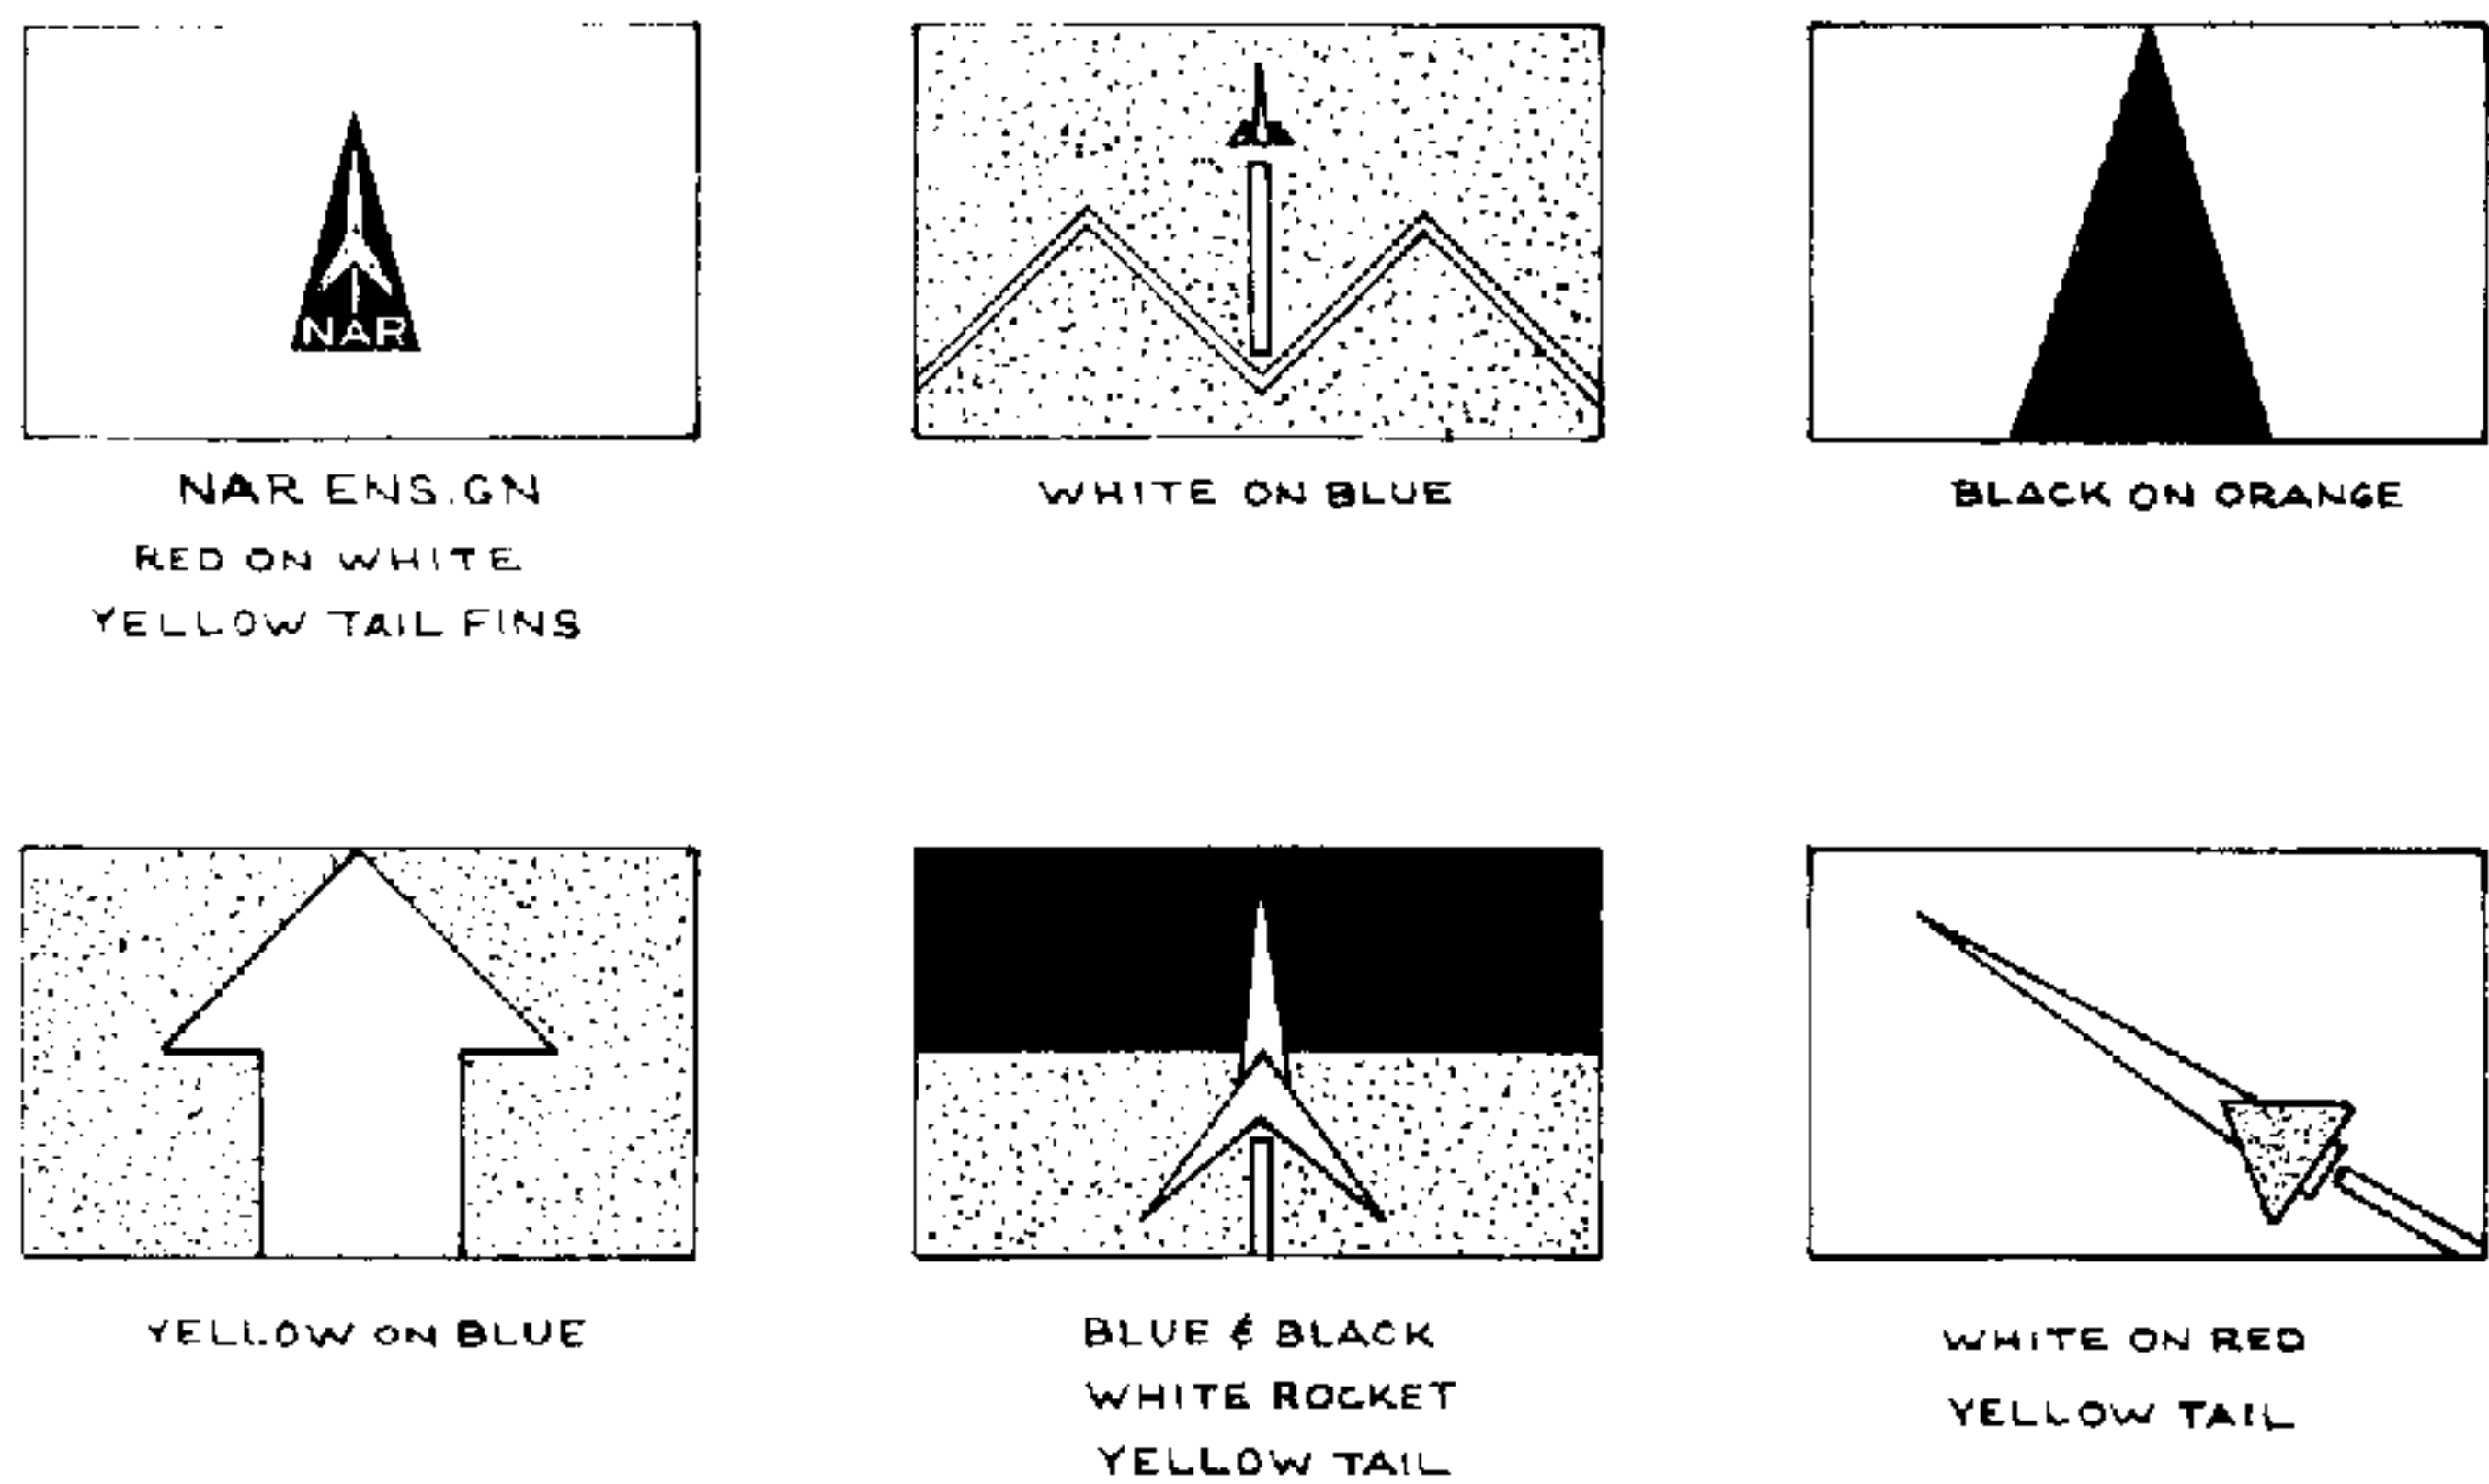 NAR
NAR ENS.GN
RED ON WHITE
YELLOW TAIL FINS
WHITE ON BLUE
BLACK ON ORANGE
YELLOW ON BLUE
BLUE & BLACK
WHITE ROCKET
YELLOW TAIL
WHITE ON RED
YELLOW TAIL